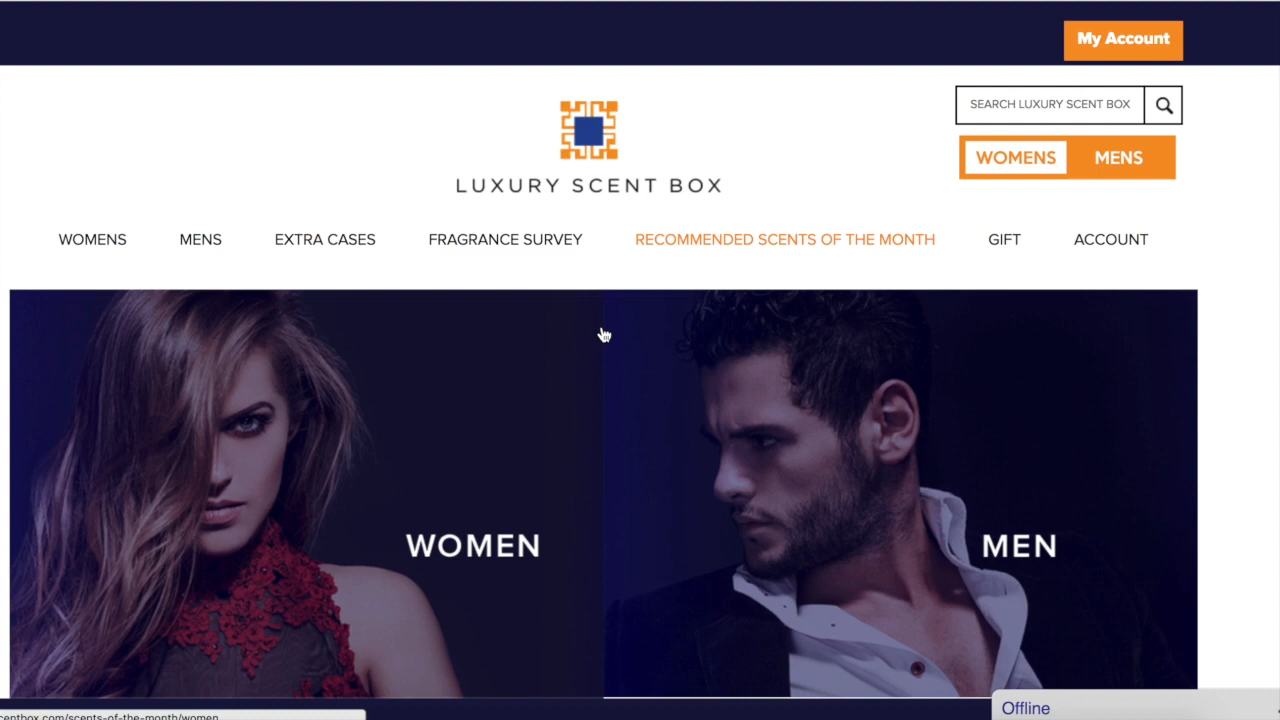 My Account
SEARCH LUXURY SCENT BOX
WOMENS MENS
LUXURY SCENT BOX
WOMENS MENS EXTRA CASES FRAGRANCE SURVEY RECOMMENDED SCENTS OF THE MONTH GIFT ACCOUNT
WOMEN MEN
Offline
centbox.com/scents-of-the-month/women